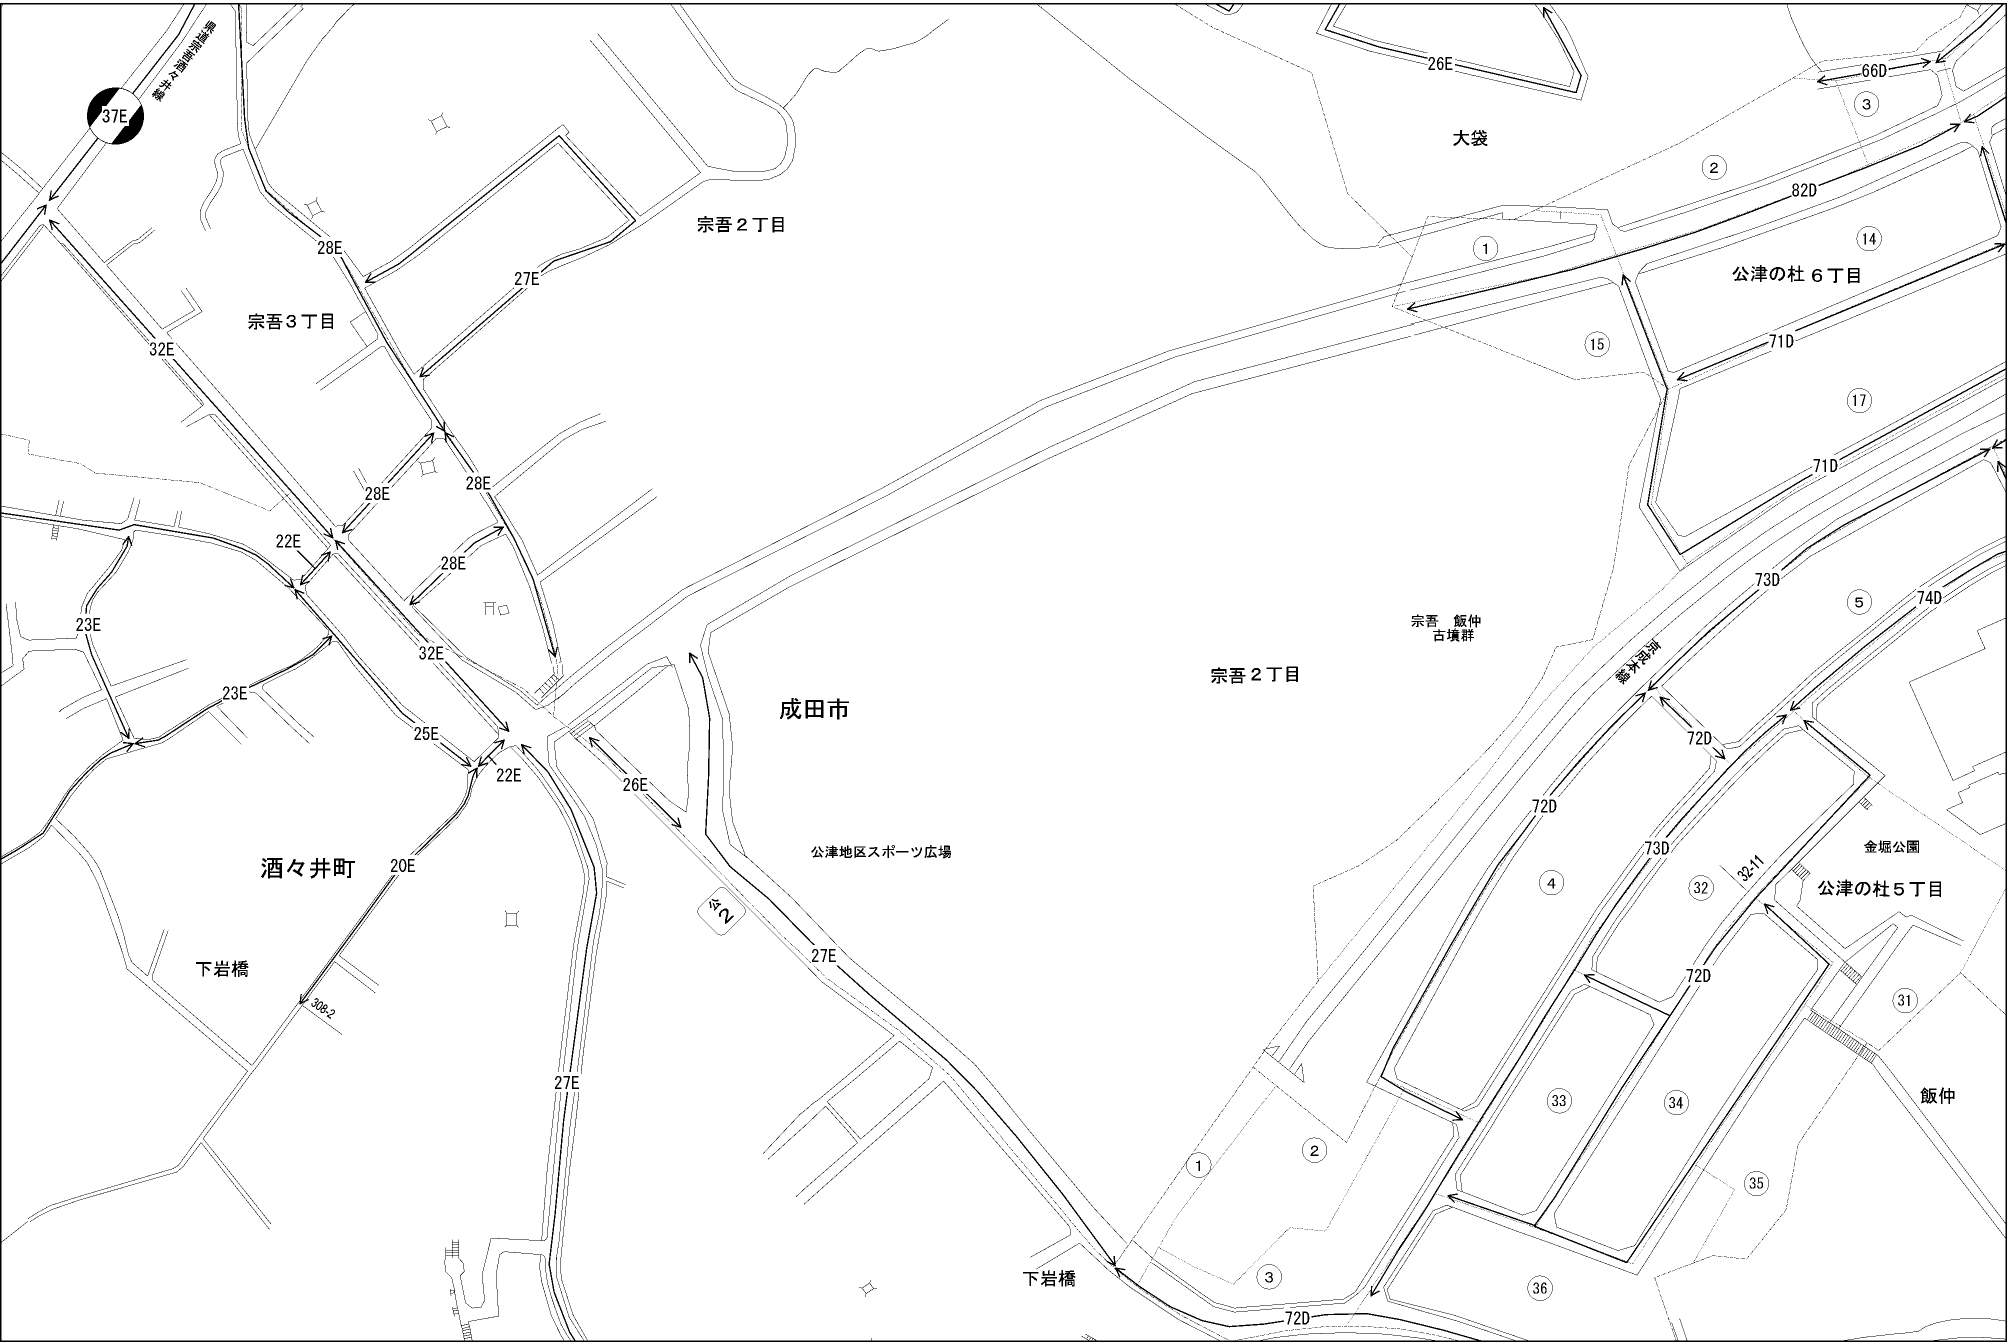 県道宗吾酒々井線
37E
26E
66D
3
大袋
2
82D
宗吾2丁目
28E
1
14
公津の杜6丁目
27E
宗吾3丁目
32E
15
71D
17
71D
28E
28E
22E
28E
73D
74D
5
23E
宗吾 飯仲
古墳群
32E
京成本線
宗吾2丁目
23E
成田市
25E
72D
22E
26E
72D
公津地区スポーツ広場
73D
金堀公園
酒々井町
20E
32-11
4
32
公津の杜5丁目
公2
27E
下岩橋
72D
308-2
31
27E
33
34
飯仲
2
1
35
下岩橋
3
36
72D